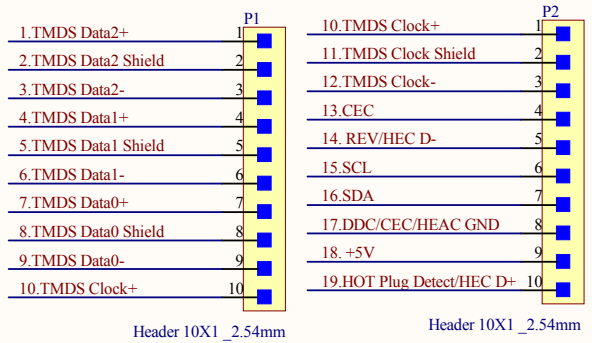 P1
1.TMDS Data2+ 1
2.TMDS Data2 Shield 2
3.TMDS Data2- 3
4.TMDS Data1+ 4
5.TMDS Data1 Shield 5
6.TMDS Data1- 6
7.TMDS Data0+ 7
8.TMDS Data0 Shield 8
9.TMDS Data0- 9
10.TMDS Clock+ 10
Header 10X1 _2.54mm
P2
10.TMDS Clock+ 1
11.TMDS Clock Shield 2
12.TMDS Clock- 3
13.CEC 4
14. REV/HEC D- 5
15.SCL 6
16.SDA 7
17.DDC/CEC/HEAC GND 8
18. +5V 9
19.HOT Plug Detect/HEC D+ 10
Header 10X1 _2.54mm